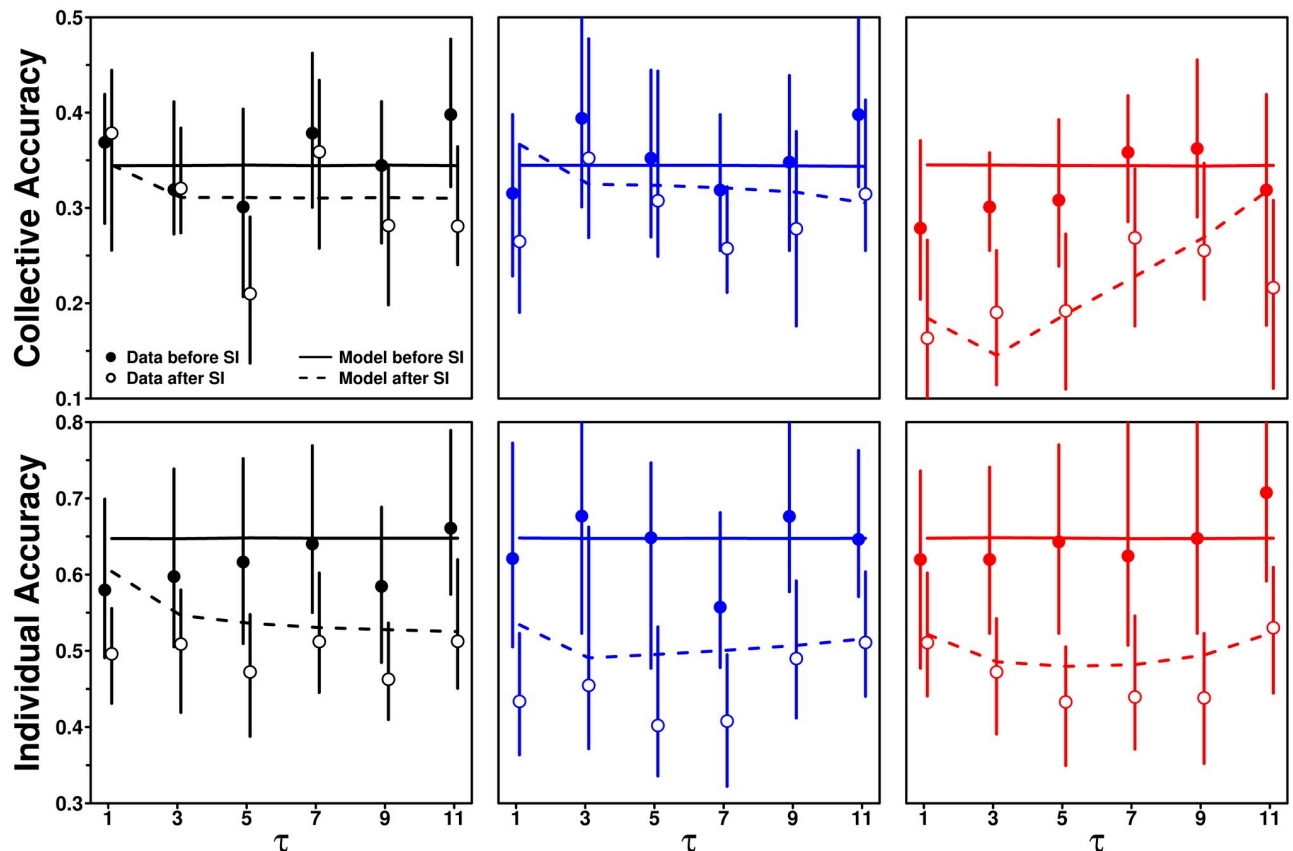 Collective Accuracy
0.5
0.4
0.3
0.2
0.1
Data before SI
Data after SI
Model before SI
Model after SI
Individual Accuracy
0.8
0.7
0.6
0.5
0.4
0.3
1 3 5 7 9 11
1 3 5 7 9 11
1 3 5 7 9 11
τ
τ
τ